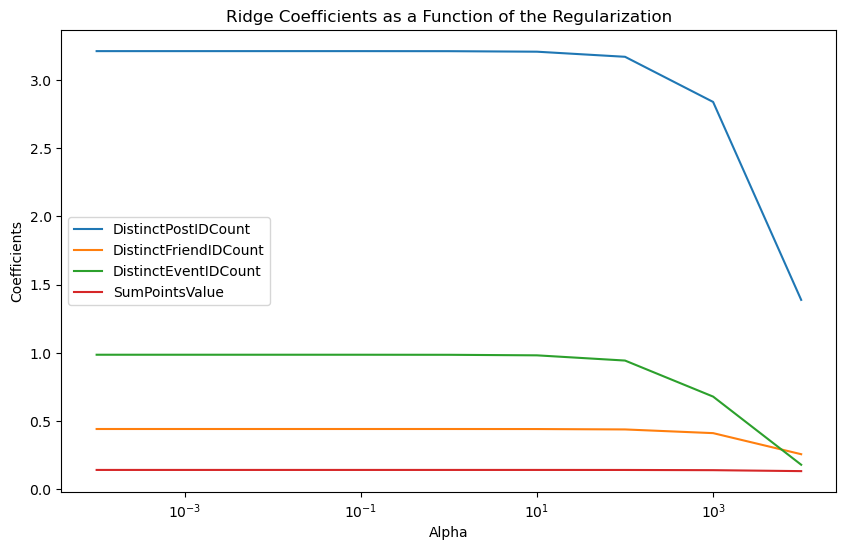 Ridge Coefficients as a Function of the Regularization
Coefficients
3.0
2.5
2.0
1.5
1.0
0.5
0.0
DistinctPostIDCount
DistinctFriendIDCount
DistinctEventIDCount
SumPointsValue
10⁻³
10⁻¹
10¹
10³
Alpha